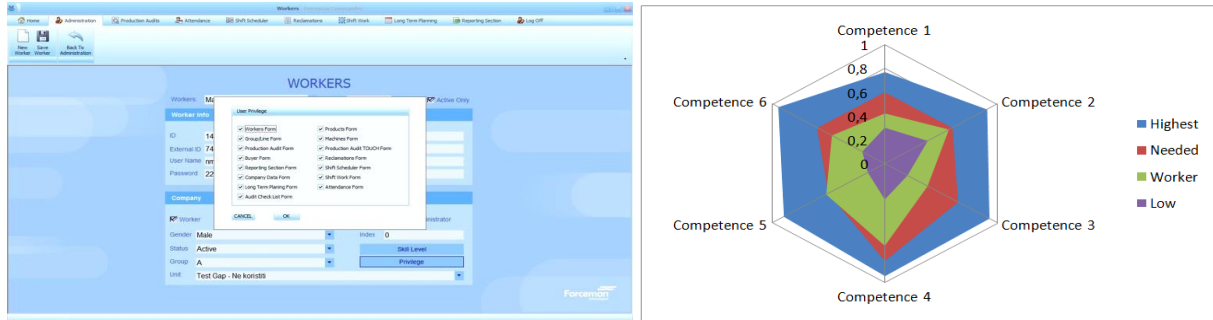 Workers
Home Administration Production Audits Attendance Shift Scheduler Reclamations Shift Work Long Term Planning Reporting Section Log Off
New Worker Save Worker Back To Administration
WORKERS
Workers Ma Active Only
Worker Info
User Privilege
Workers Form Products Form
Group/Line Form Machines Form
Production Audit Form Production Audit TOUCH Form
Buyer Form Reclamations Form
Reporting Section Form Shift Scheduler Form
Company Data Form Shift Work Form
Long Term Planing Form Attendance Form
Audit Check List Form
CANCEL OK
ID 14
External ID 74
User Name nm
Password 22
Company
Worker ministrator
Gender Male Index 0
Status Active Skill Level
Group A Privilege
Unit Test Gap - Ne koristiti
Forceman
Competence 1
1
0,8
0,6
0,4
0,2
0
Competence 2
Competence 3
Competence 4
Competence 5
Competence 6
Highest
Needed
Worker
Low